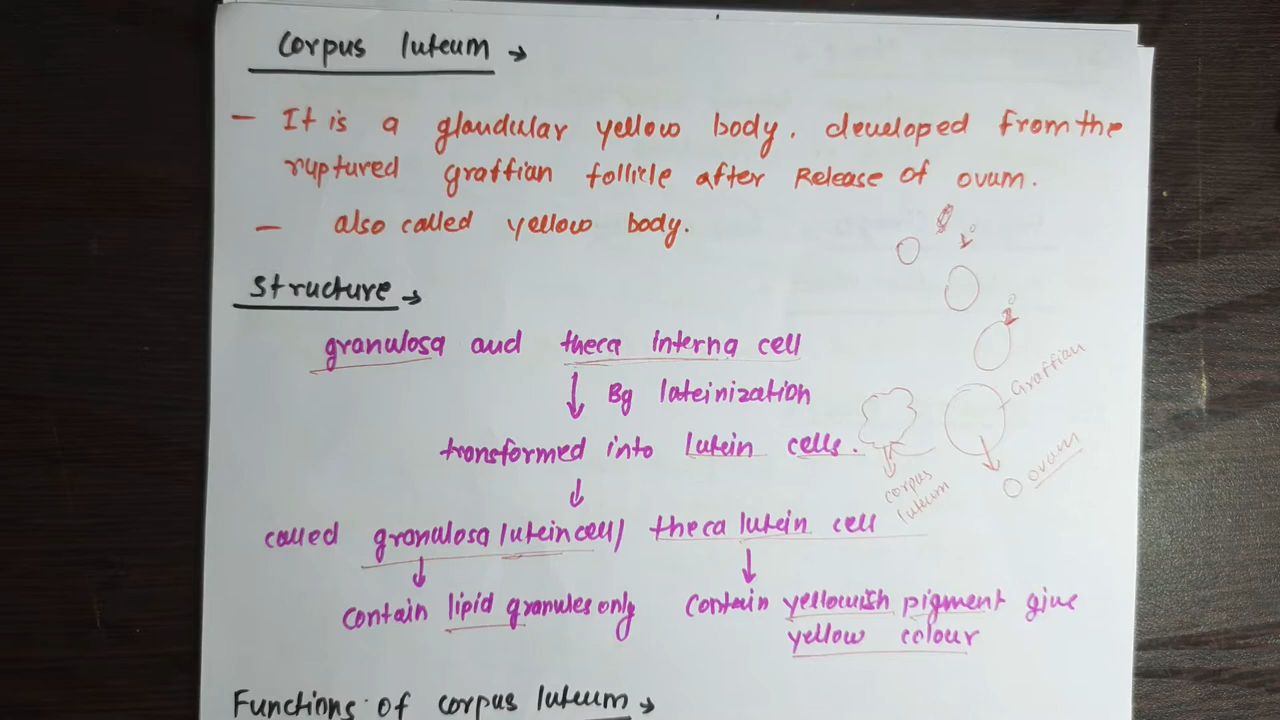 Corpus luteum →
- It is a glandular yellow body. developed from the
ruptured graffian follicle after Release of ovum.
- also called yellow body.
Structure →
granulosa and theca interna cell
↓ By lateinization
transformed into lutein cells.
↓
called granulosa lutein cell/ theca lutein cell
↓ ↓
contain lipid granules only contain yellowish pigment give
yellow colour
Graffian
ovum
corpus
luteum
Functions of corpus luteum →